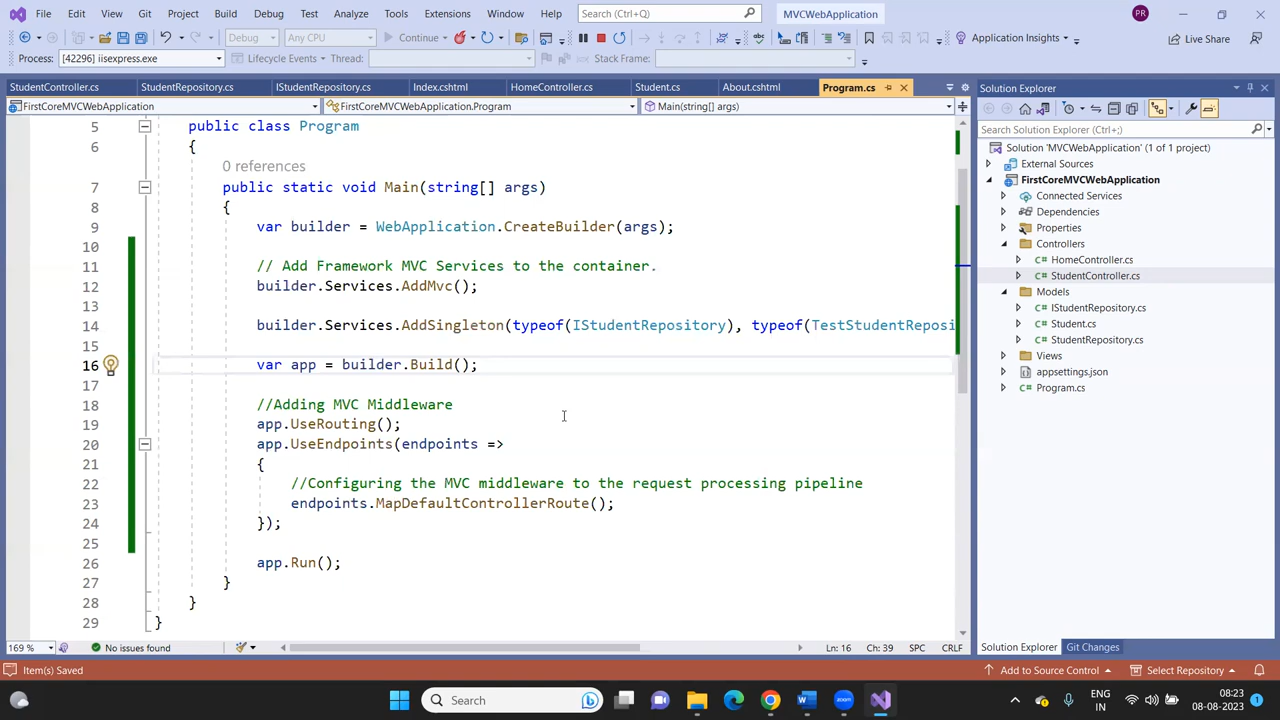 File Edit View Git Project Build Debug Test Analyze Tools Extensions Window Help Search (Ctrl+Q) MVCWebApplication PR
Debug Any CPU Continue Application Insights Live Share
Process: [42296] iisexpress.exe Lifecycle Events Thread: Stack Frame:
StudentController.cs StudentRepository.cs IStudentRepository.cs Index.cshtml HomeController.cs Student.cs About.cshtml Program.cs
FirstCoreMVCWebApplication FirstCoreMVCWebApplication.Program Main(string[] args)
5 public class Program
6 {
0 references
7 public static void Main(string[] args)
8 {
9 var builder = WebApplication.CreateBuilder(args);
10
11 // Add Framework MVC Services to the container.
12 builder.Services.AddMvc();
13
14 builder.Services.AddSingleton(typeof(IStudentRepository), typeof(TestStudentReposi
15
16 var app = builder.Build();
17
18 //Adding MVC Middleware
19 app.UseRouting();
20 app.UseEndpoints(endpoints =>
21 {
22 //Configuring the MVC middleware to the request processing pipeline
23 endpoints.MapDefaultControllerRoute();
24 });
25
26 app.Run();
27 }
28 }
29 }
169 % No issues found Ln: 16 Ch: 39 SPC CRLF
Solution Explorer
Search Solution Explorer (Ctrl+;)
Solution 'MVCWebApplication' (1 of 1 project)
External Sources
FirstCoreMVCWebApplication
Connected Services
Dependencies
Properties
Controllers
HomeController.cs
StudentController.cs
Models
IStudentRepository.cs
Student.cs
StudentRepository.cs
Views
appsettings.json
Program.cs
Solution Explorer Git Changes
Item(s) Saved Add to Source Control Select Repository
Search ENG IN 08:23 08-08-2023